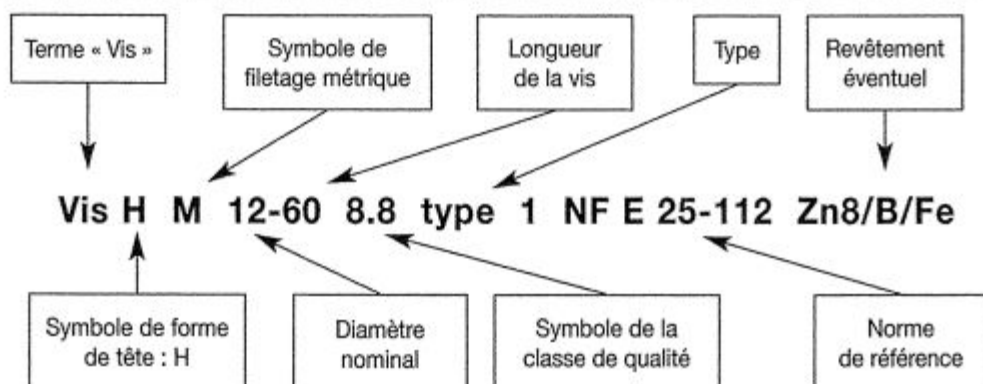 Terme « Vis »
Symbole de
filetage métrique
Longueur
de la vis
Type
Revêtement
éventuel
Vis H M 12-60 8.8 type 1 NF E 25-112 Zn8/B/Fe
Symbole de forme
de tête : H
Diamètre
nominal
Symbole de la
classe de qualité
Norme
de référence